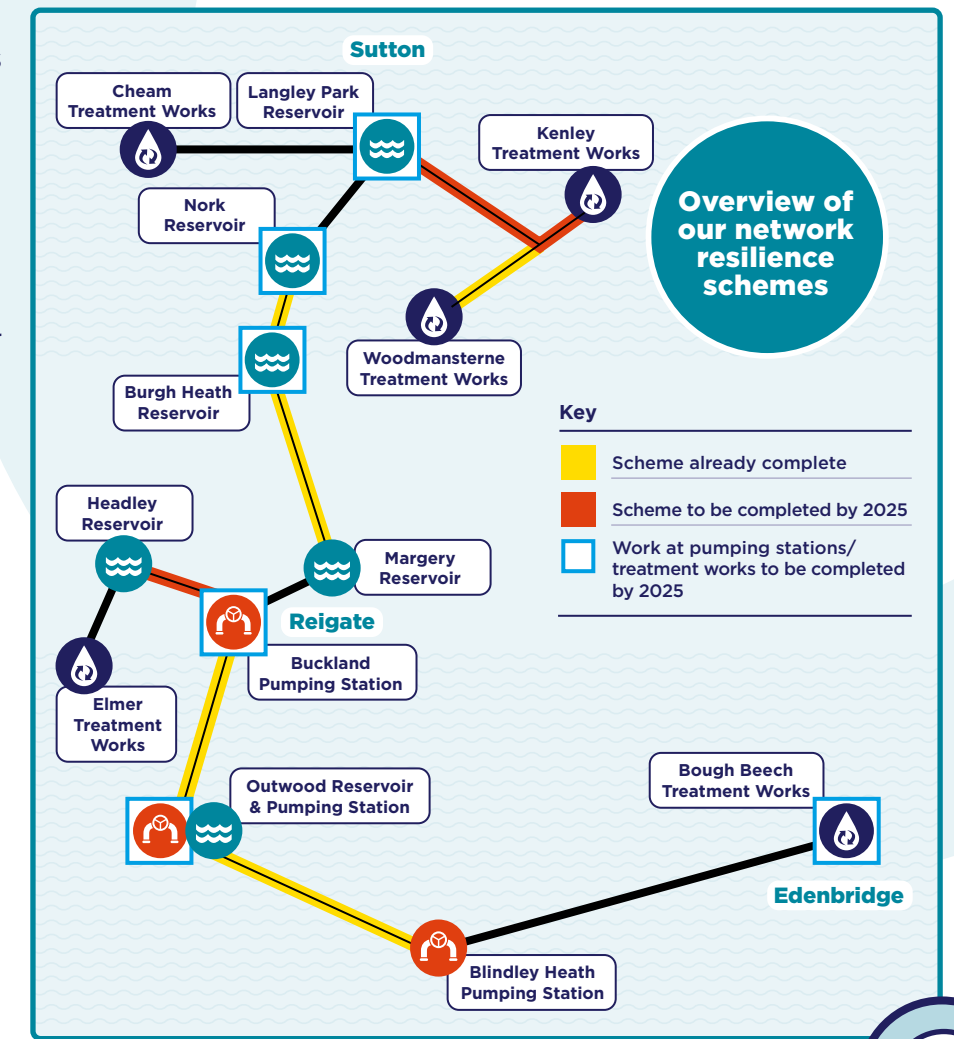 Sutton
Cheam
Treatment Works
Langley Park
Reservoir
Kenley
Treatment Works
Overview of
our network
resilience
schemes
Nork
Reservoir
Woodmansterne
Treatment Works
Burgh Heath
Reservoir
Key
Scheme already complete
Scheme to be completed by 2025
Work at pumping stations/
treatment works to be completed
by 2025
Headley
Reservoir
Margery
Reservoir
Reigate
Buckland
Pumping Station
Elmer
Treatment
Works
Outwood Reservoir
& Pumping Station
Bough Beech
Treatment Works
Edenbridge
Blindley Heath
Pumping Station